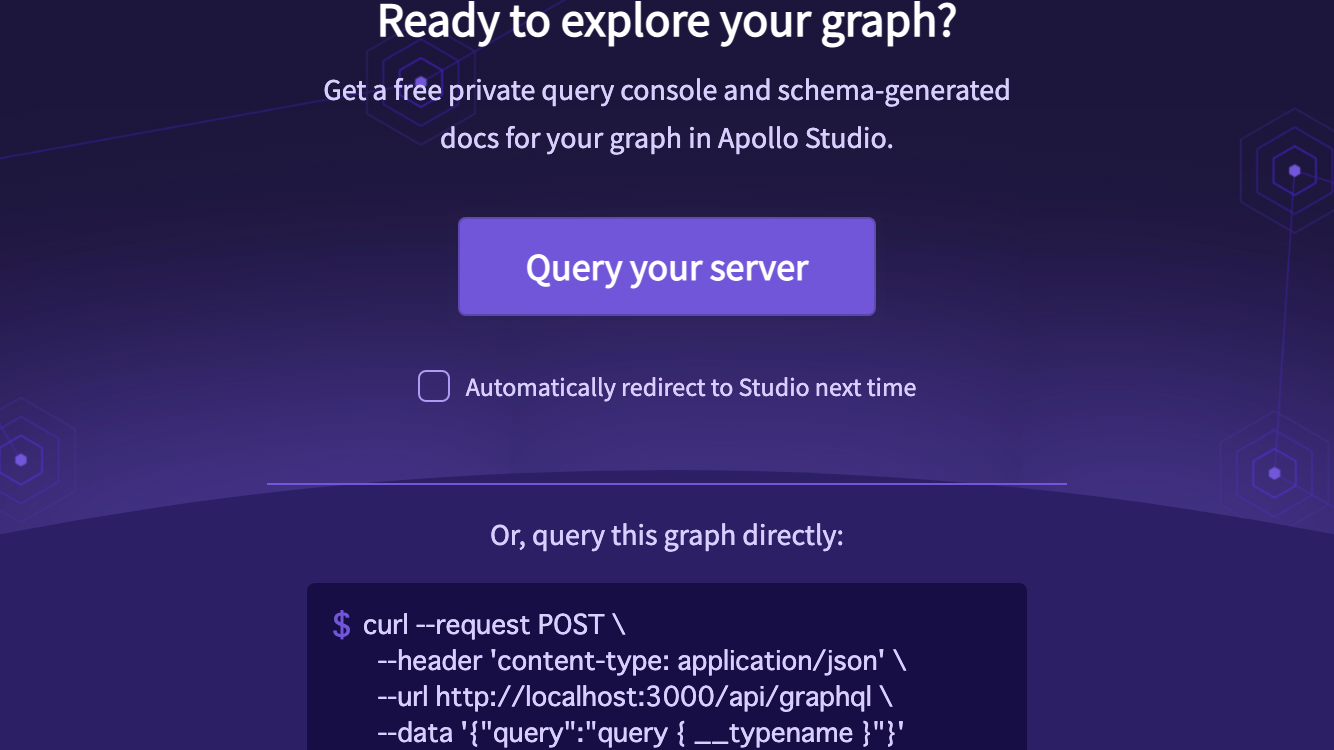 Ready to explore your graph?
Get a free private query console and schema-generated
docs for your graph in Apollo Studio.
Query your server
Automatically redirect to Studio next time
Or, query this graph directly:
$ curl --request POST \
--header 'content-type: application/json' \
--url http://localhost:3000/api/graphql \
--data '{"query":"query { __typename }"}'